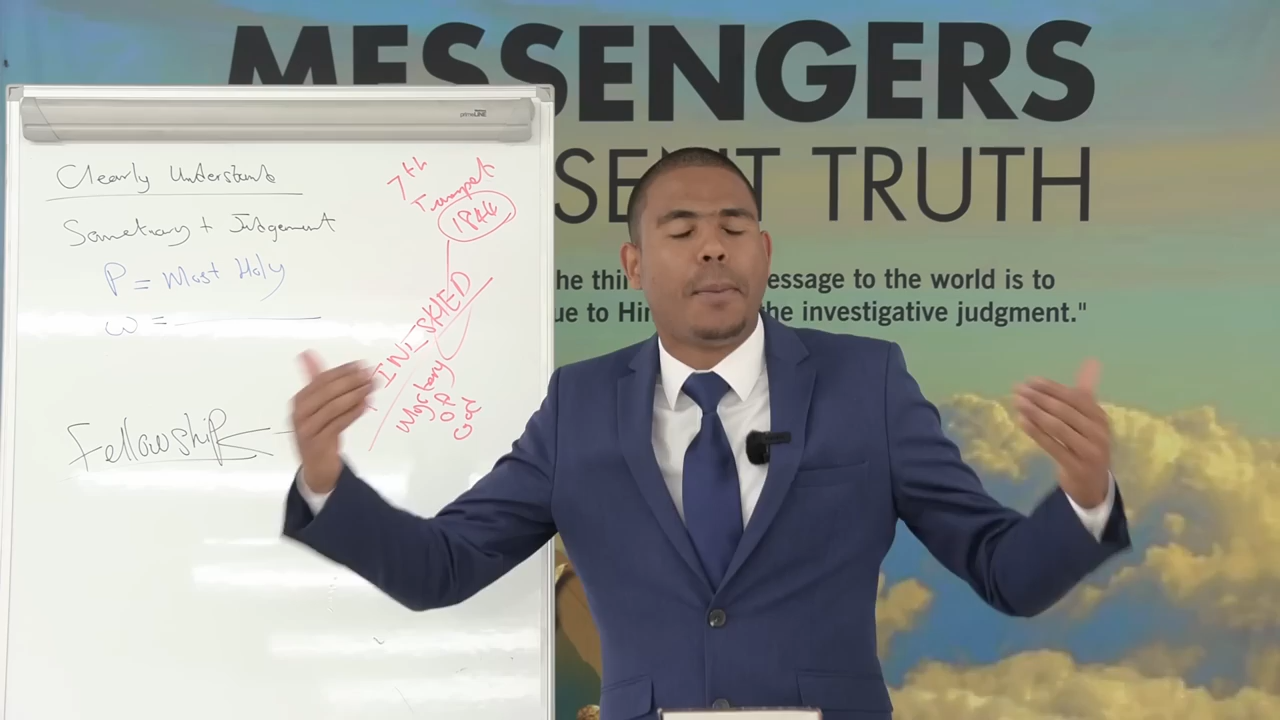 MESSENGERS
SENT TRUTH
he thi essage to the world is to
ue to Hi he investigative judgment."
primeLINE
Clearly Understand
Sanctuary + Judgement
P = Most Holy
W =
Fellowship
7th
Trumpet
1844
FINISHED
Mystery
OF
God